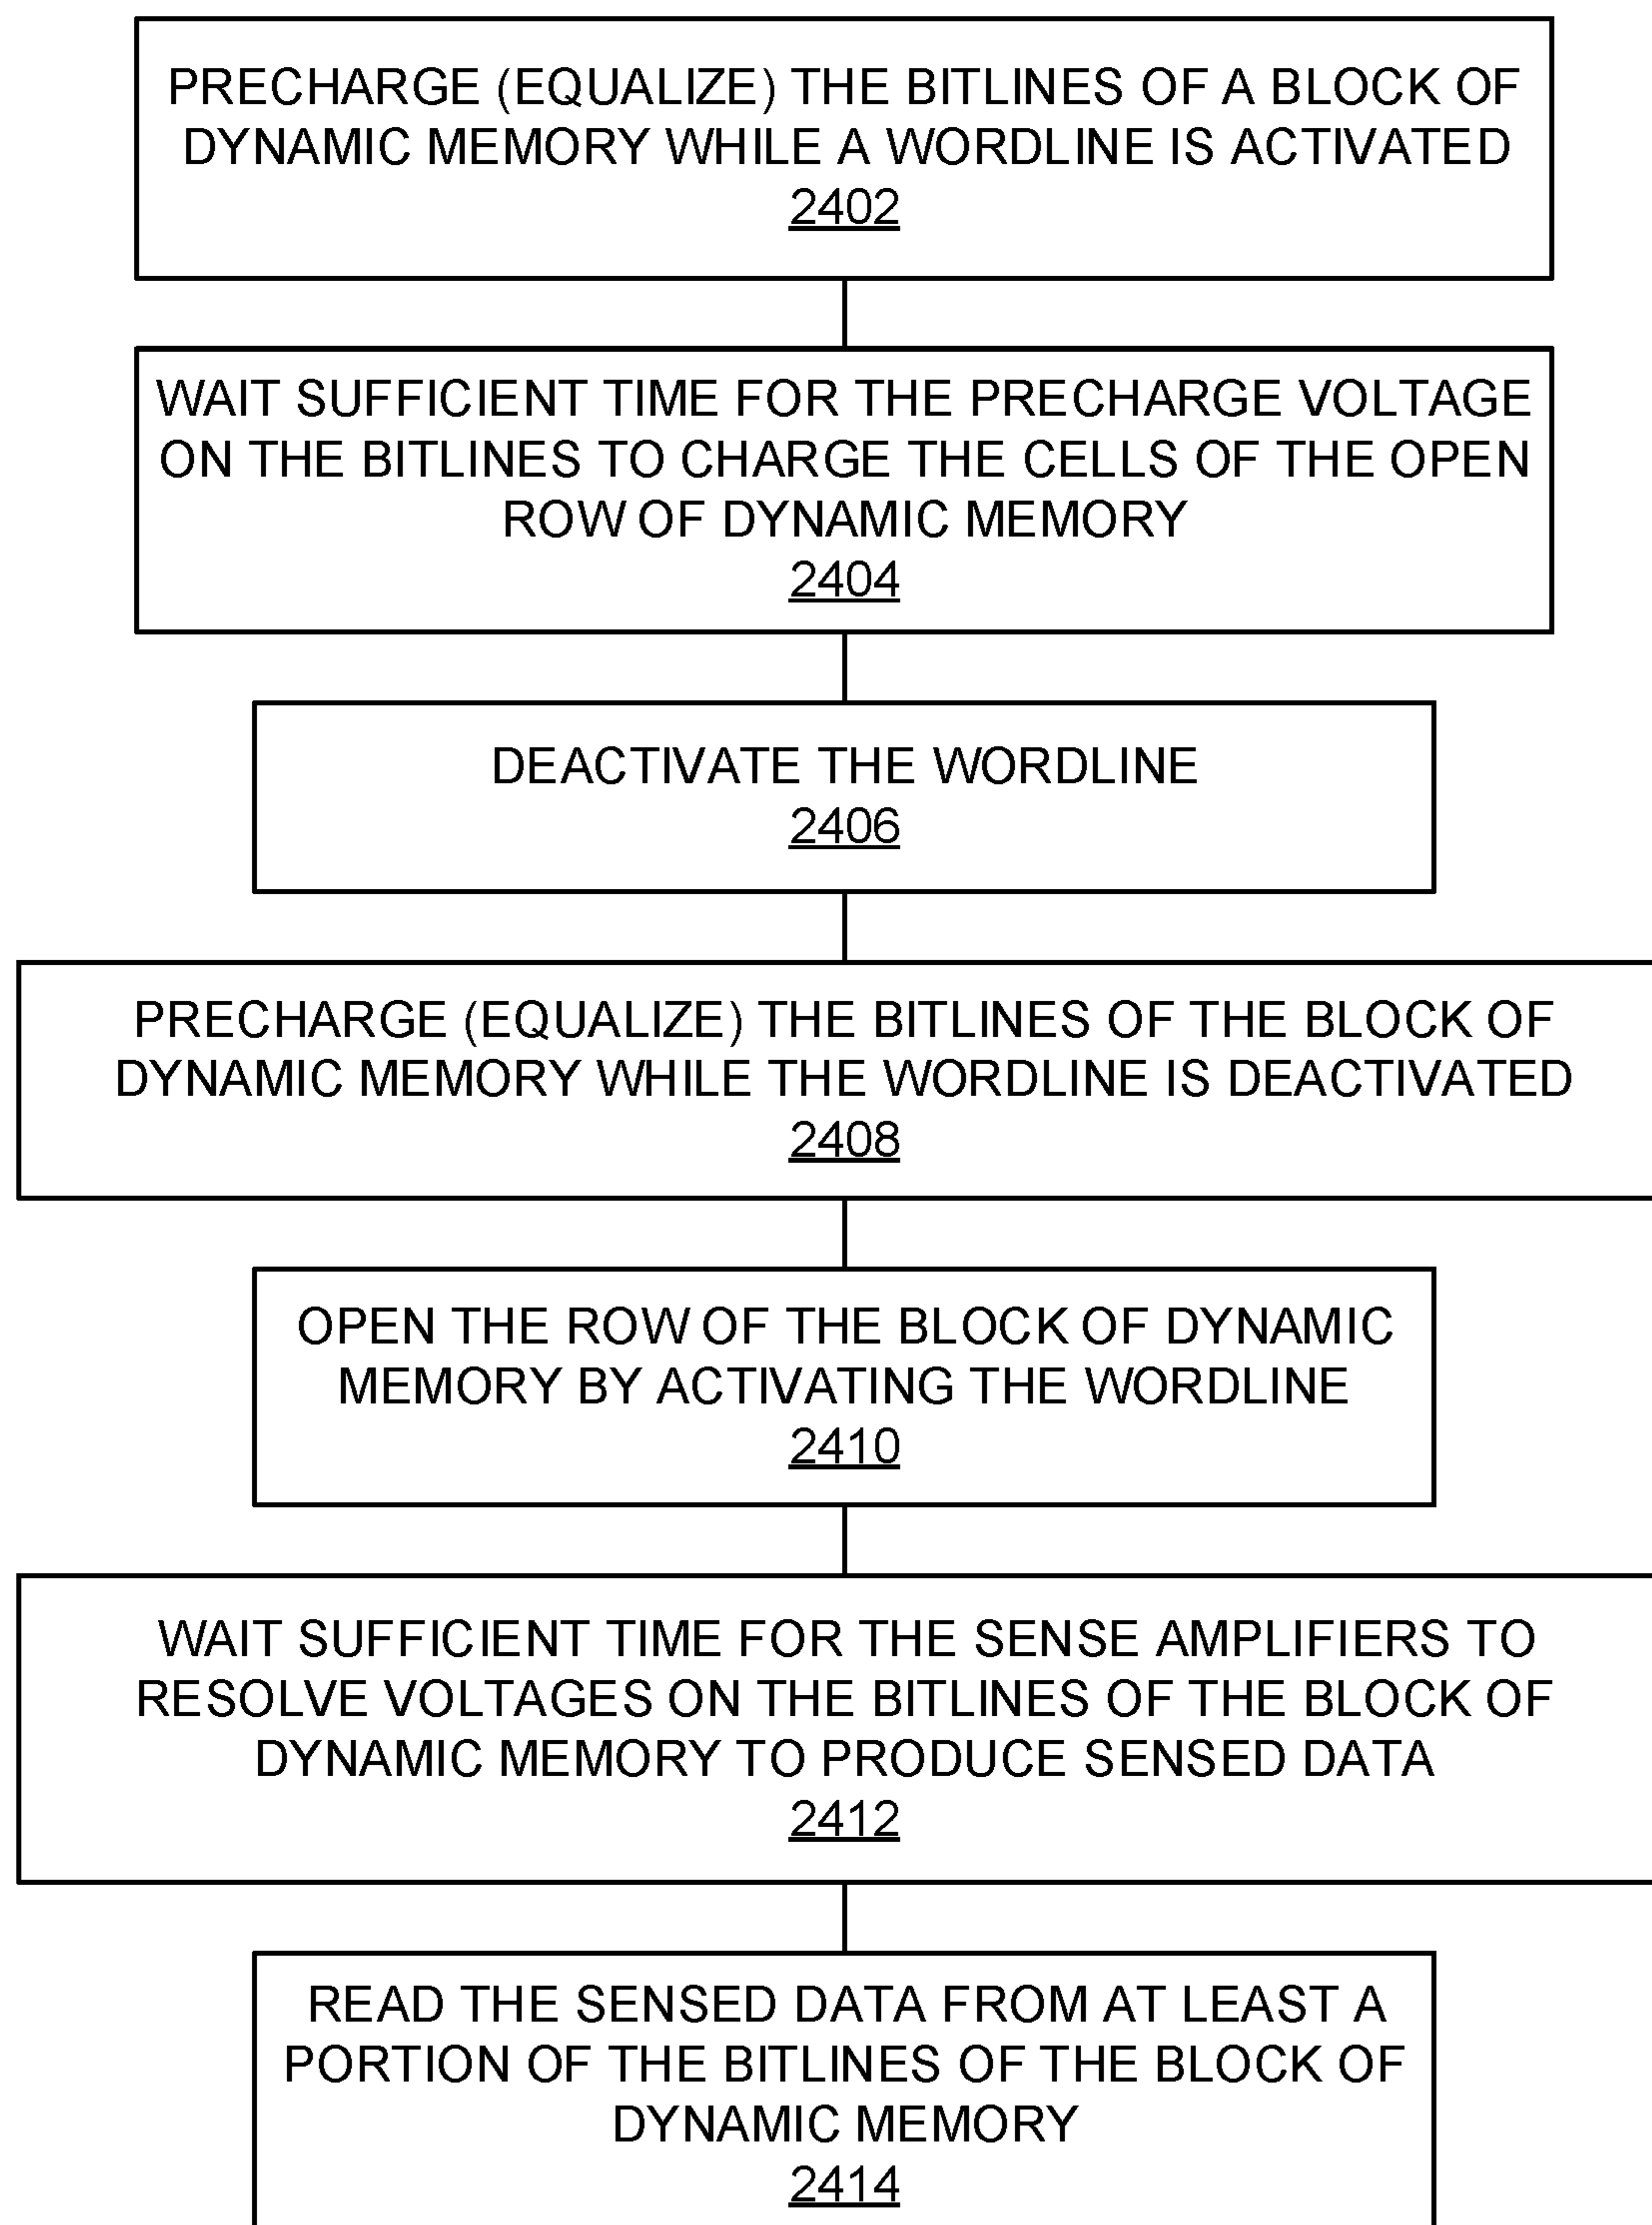 PRECHARGE (EQUALIZE) THE BITLINES OF A BLOCK OF
DYNAMIC MEMORY WHILE A WORDLINE IS ACTIVATED
2402
WAIT SUFFICIENT TIME FOR THE PRECHARGE VOLTAGE
ON THE BITLINES TO CHARGE THE CELLS OF THE OPEN
ROW OF DYNAMIC MEMORY
2404
DEACTIVATE THE WORDLINE
2406
PRECHARGE (EQUALIZE) THE BITLINES OF THE BLOCK OF
DYNAMIC MEMORY WHILE THE WORDLINE IS DEACTIVATED
2408
OPEN THE ROW OF THE BLOCK OF DYNAMIC
MEMORY BY ACTIVATING THE WORDLINE
2410
WAIT SUFFICIENT TIME FOR THE SENSE AMPLIFIERS TO
RESOLVE VOLTAGES ON THE BITLINES OF THE BLOCK OF
DYNAMIC MEMORY TO PRODUCE SENSED DATA
2412
READ THE SENSED DATA FROM AT LEAST A
PORTION OF THE BITLINES OF THE BLOCK OF
DYNAMIC MEMORY
2414